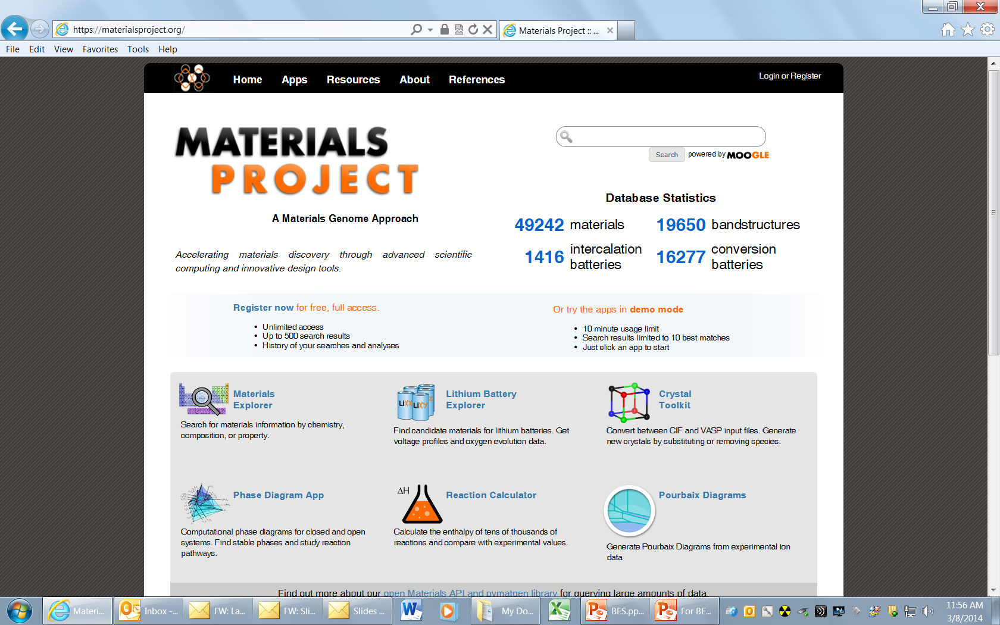 https://materialsproject.org/
Materials Project :: ...
File Edit View Favorites Tools Help
Home Apps Resources About References
Login or Register
MATERIALS
PROJECT
Search powered by MOOGLE
A Materials Genome Approach
Accelerating materials discovery through advanced scientific
computing and innovative design tools.
Database Statistics
49242 materials 19650 bandstructures
1416 intercalation batteries 16277 conversion batteries
Register now for free, full access.
• Unlimited access
• Up to 500 search results
• History of your searches and analyses
Or try the apps in demo mode
• 10 minute usage limit
• Search results limited to 10 best matches
• Just click an app to start
Materials
Explorer
Search for materials information by chemistry,
composition, or property.
LiXX LiXYZ
Lithium Battery
Explorer
Find candidate materials for lithium batteries. Get
voltage profiles and oxygen evolution data.
Crystal
Toolkit
Convert between CIF and VASP input files. Generate
new crystals by substituting or removing species.
Phase Diagram App
Computational phase diagrams for closed and open
systems. Find stable phases and study reaction
pathways.
ΔH
Reaction Calculator
Calculate the enthalpy of tens of thousands of
reactions and compare with experimental values.
Pourbaix Diagrams
Generate Pourbaix Diagrams from experimental ion
data
Find out more about our open Materials API and pymatgen library for querying large amounts of data.
Materi... Inbox -... FW: La... FW: Sli... Slides ... My Do... BES.pp... For BE...
11:56 AM
3/8/2014